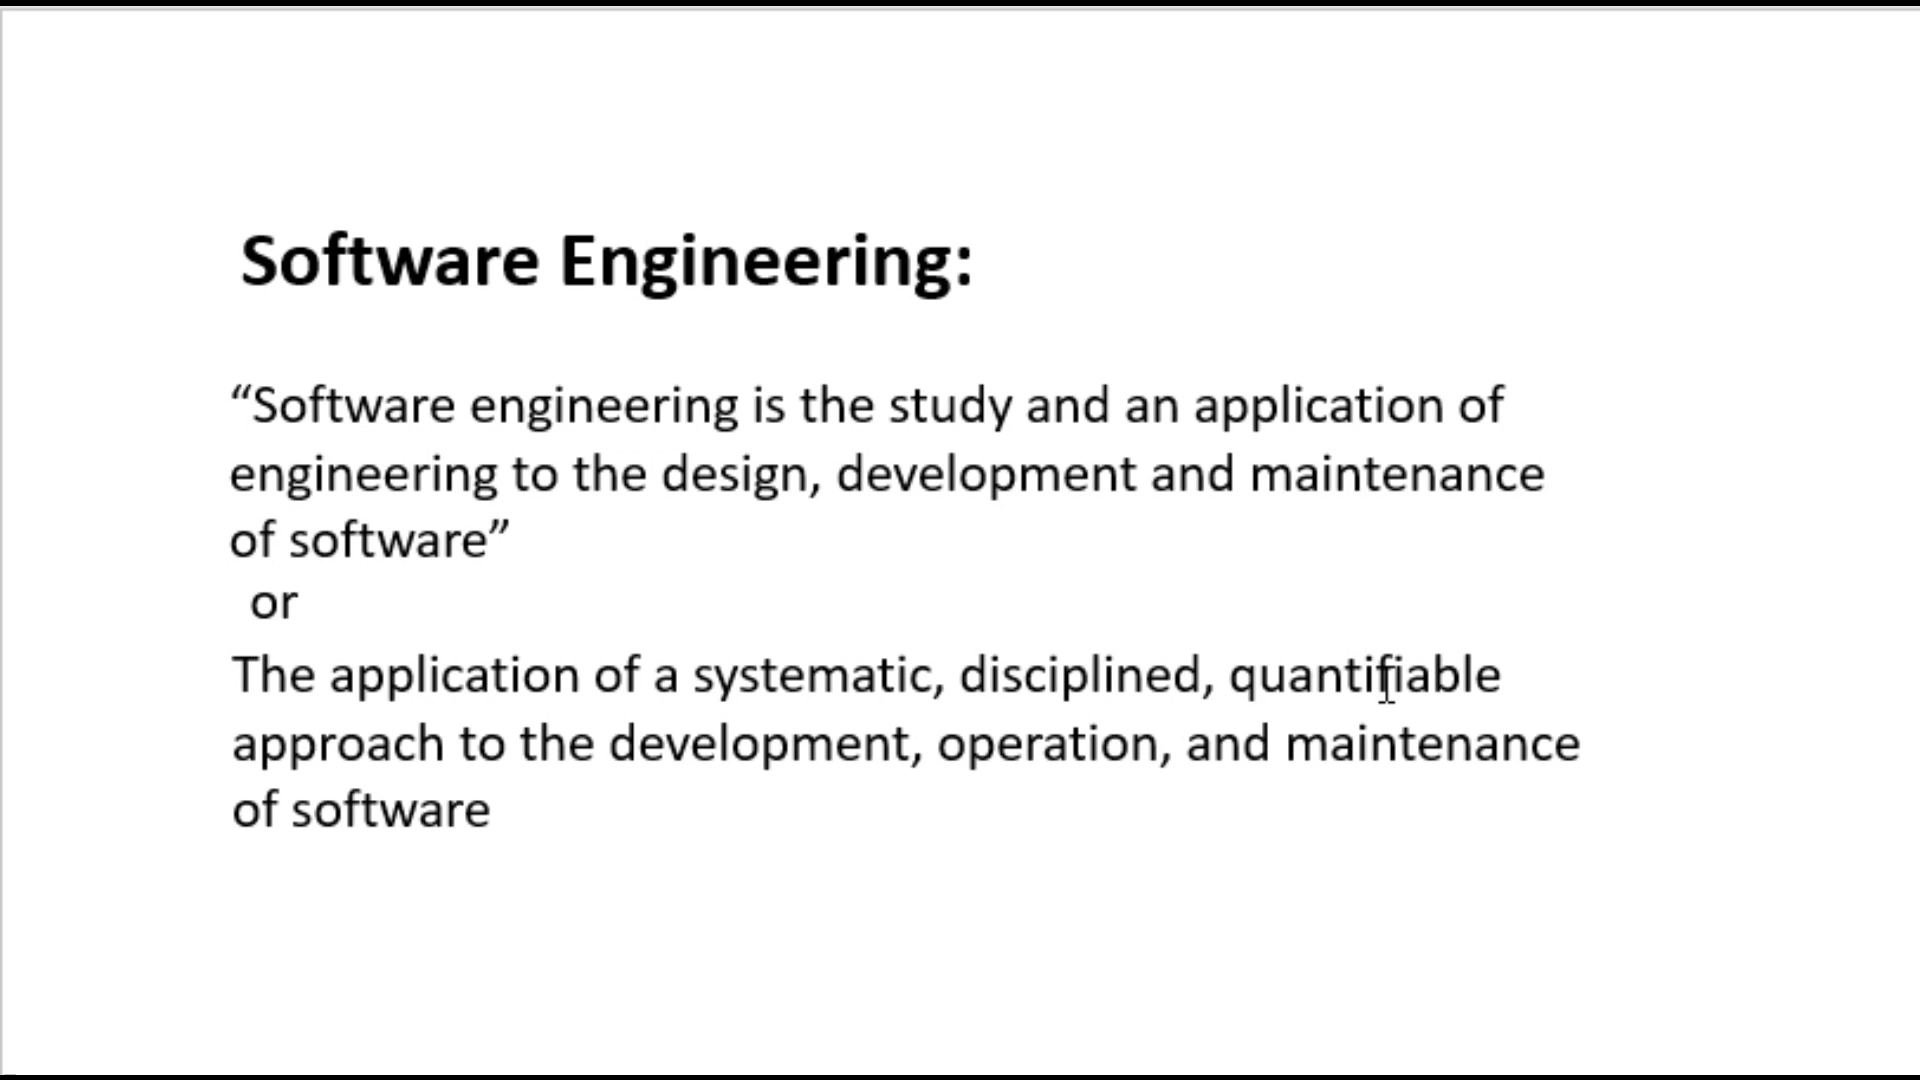 Software Engineering:
“Software engineering is the study and an application of
engineering to the design, development and maintenance
of software”
or
The application of a systematic, disciplined, quantifiable
approach to the development, operation, and maintenance
of software